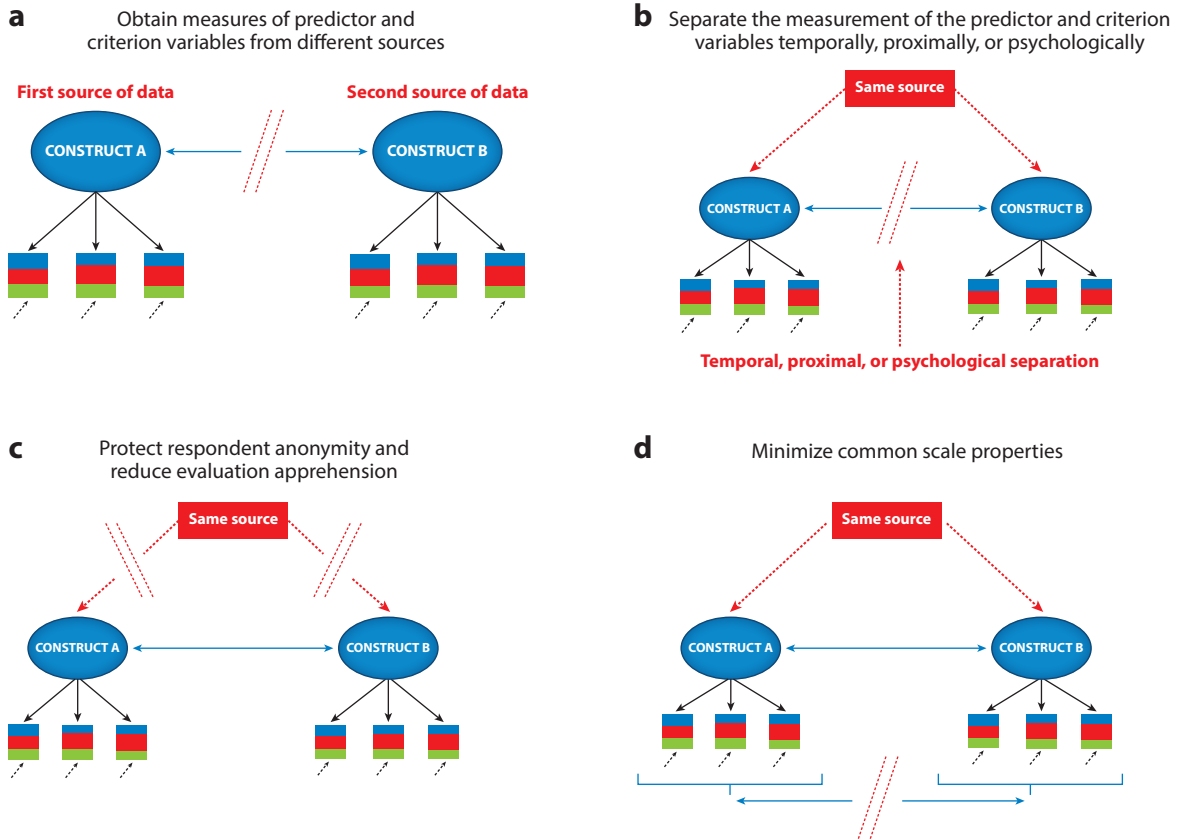 a
Obtain measures of predictor and
criterion variables from different sources
First source of data
Second source of data
CONSTRUCT A
CONSTRUCT B
b
Separate the measurement of the predictor and criterion
variables temporally, proximally, or psychologically
Same source
CONSTRUCT A
CONSTRUCT B
Temporal, proximal, or psychological separation
c
Protect respondent anonymity and
reduce evaluation apprehension
Same source
CONSTRUCT A
CONSTRUCT B
d
Minimize common scale properties
Same source
CONSTRUCT A
CONSTRUCT B